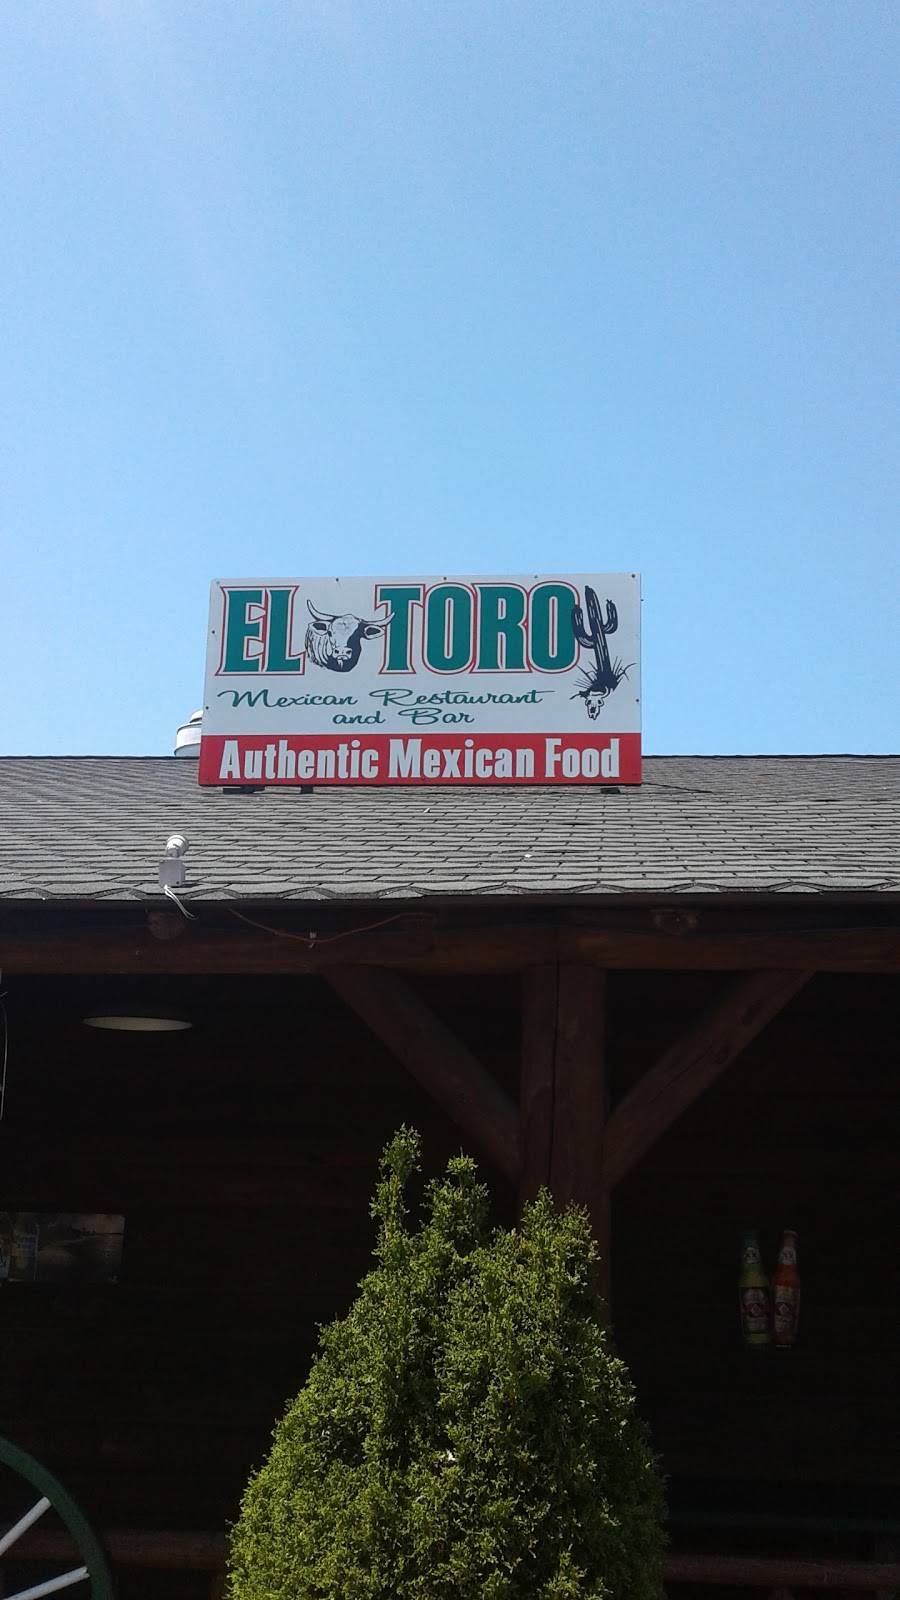 EL TORO
Mexican Restaurant
and Bar
Authentic Mexican Food